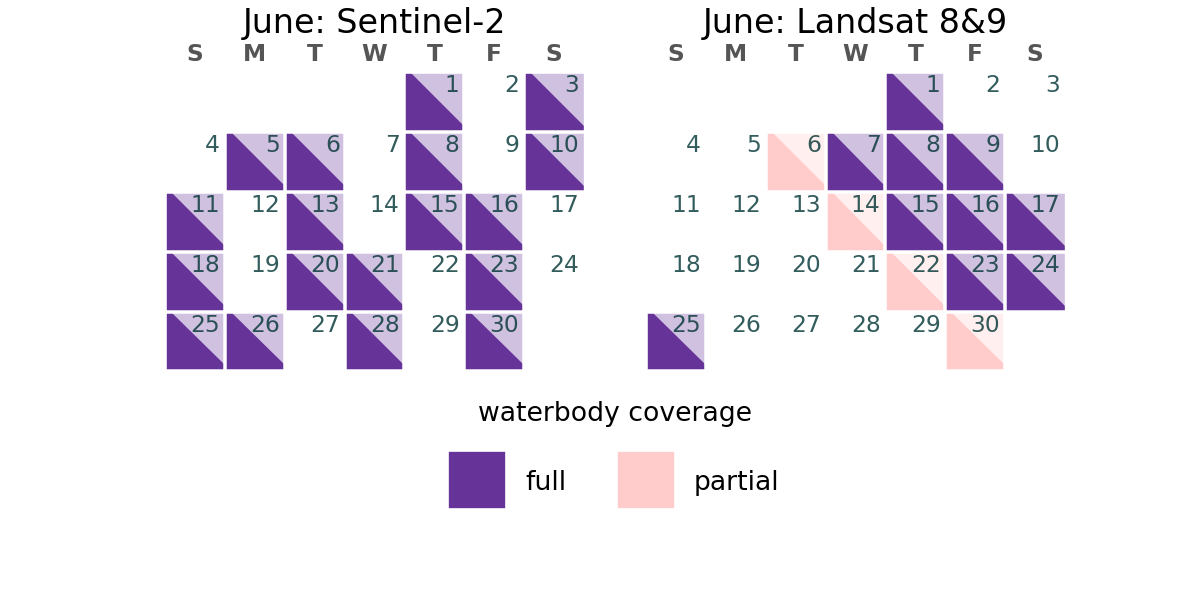 June: Sentinel-2
S M T W T F S
1 2 3
4 5 6 7 8 9 10
11 12 13 14 15 16 17
18 19 20 21 22 23 24
25 26 27 28 29 30
June: Landsat 8&9
S M T W T F S
1 2 3
4 5 6 7 8 9 10
11 12 13 14 15 16 17
18 19 20 21 22 23 24
25 26 27 28 29 30
waterbody coverage
full partial